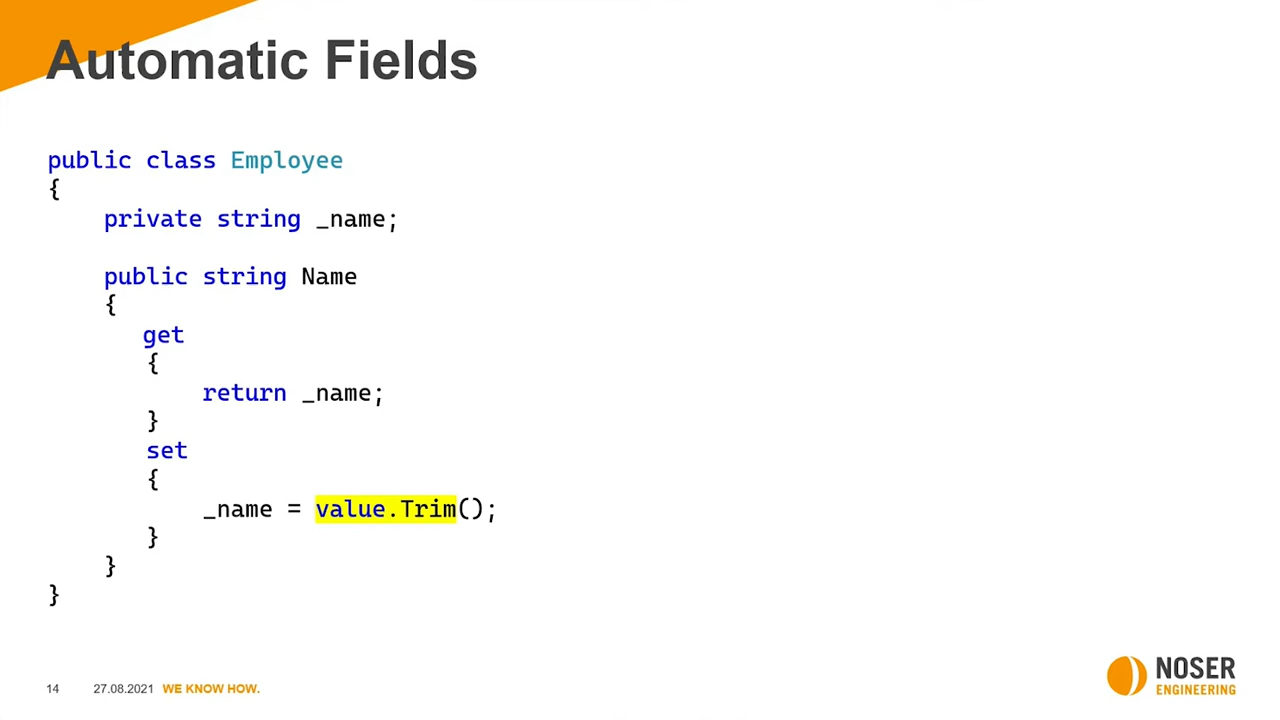 Automatic Fields
public class Employee
{
    private string _name;

    public string Name
    {
       get
       {
           return _name;
       }
       set
       {
           _name = value.Trim();
       }
    }
}
14 27.08.2021 WE KNOW HOW.
NOSER
ENGINEERING